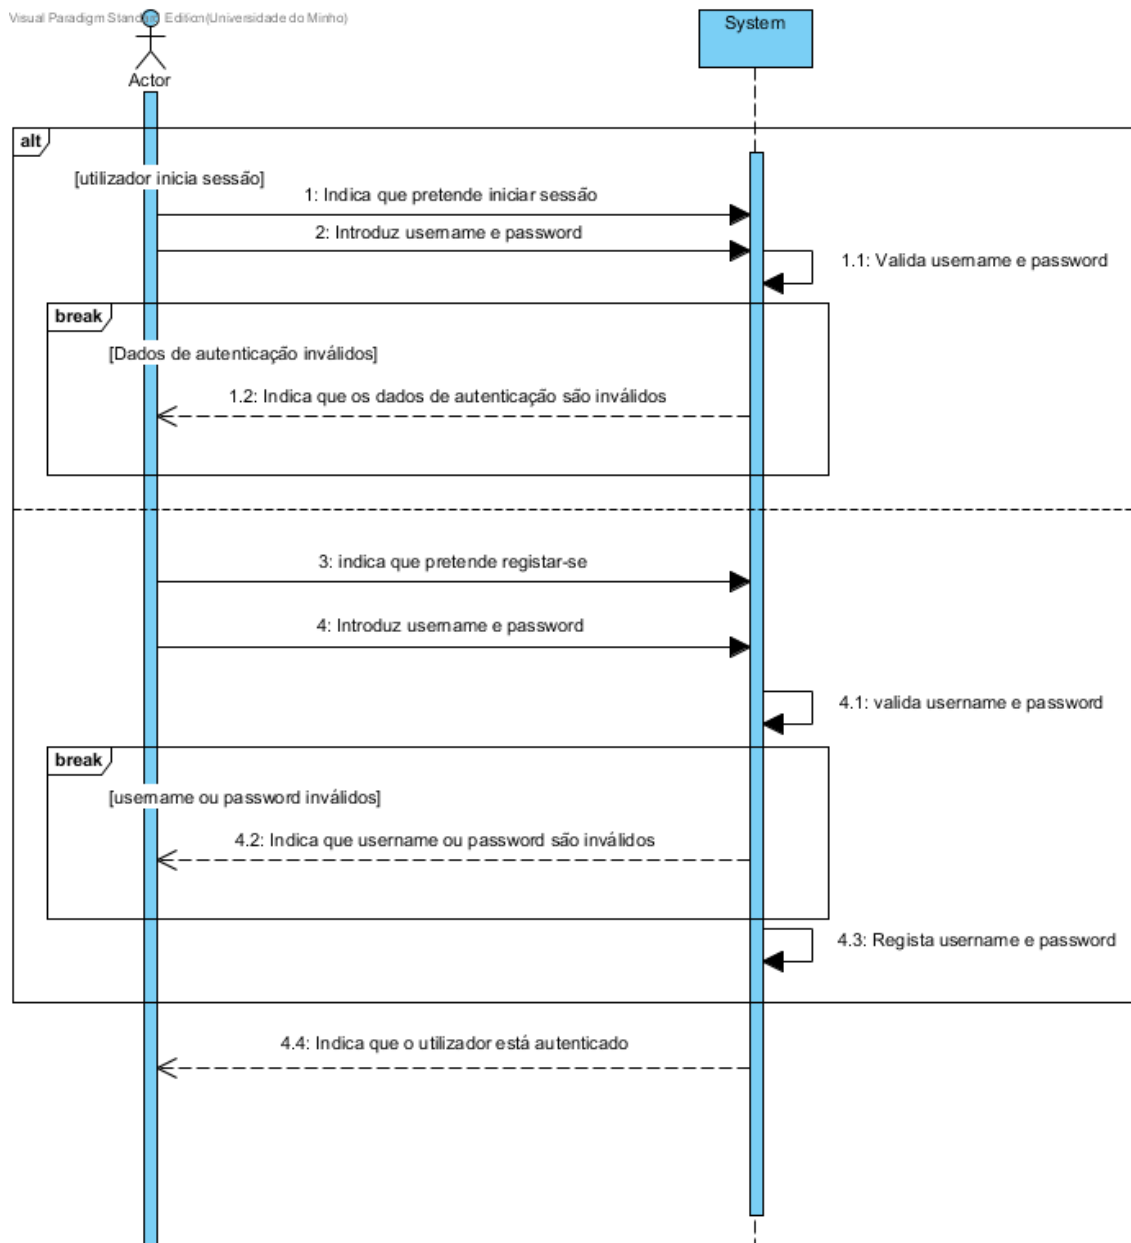 Visual Paradigm Standard Edition(Universidade do Minho)
System
Actor
alt
[utilizador inicia sessão]
1: Indica que pretende iniciar sessão
2: Introduz username e password
1.1: Valida username e password
break
[Dados de autenticação inválidos]
1.2: Indica que os dados de autenticação são inválidos
3: indica que pretende registar-se
4: Introduz username e password
4.1: valida username e password
break
[username ou password inválidos]
4.2: Indica que username ou password são inválidos
4.3: Regista username e password
4.4: Indica que o utilizador está autenticado